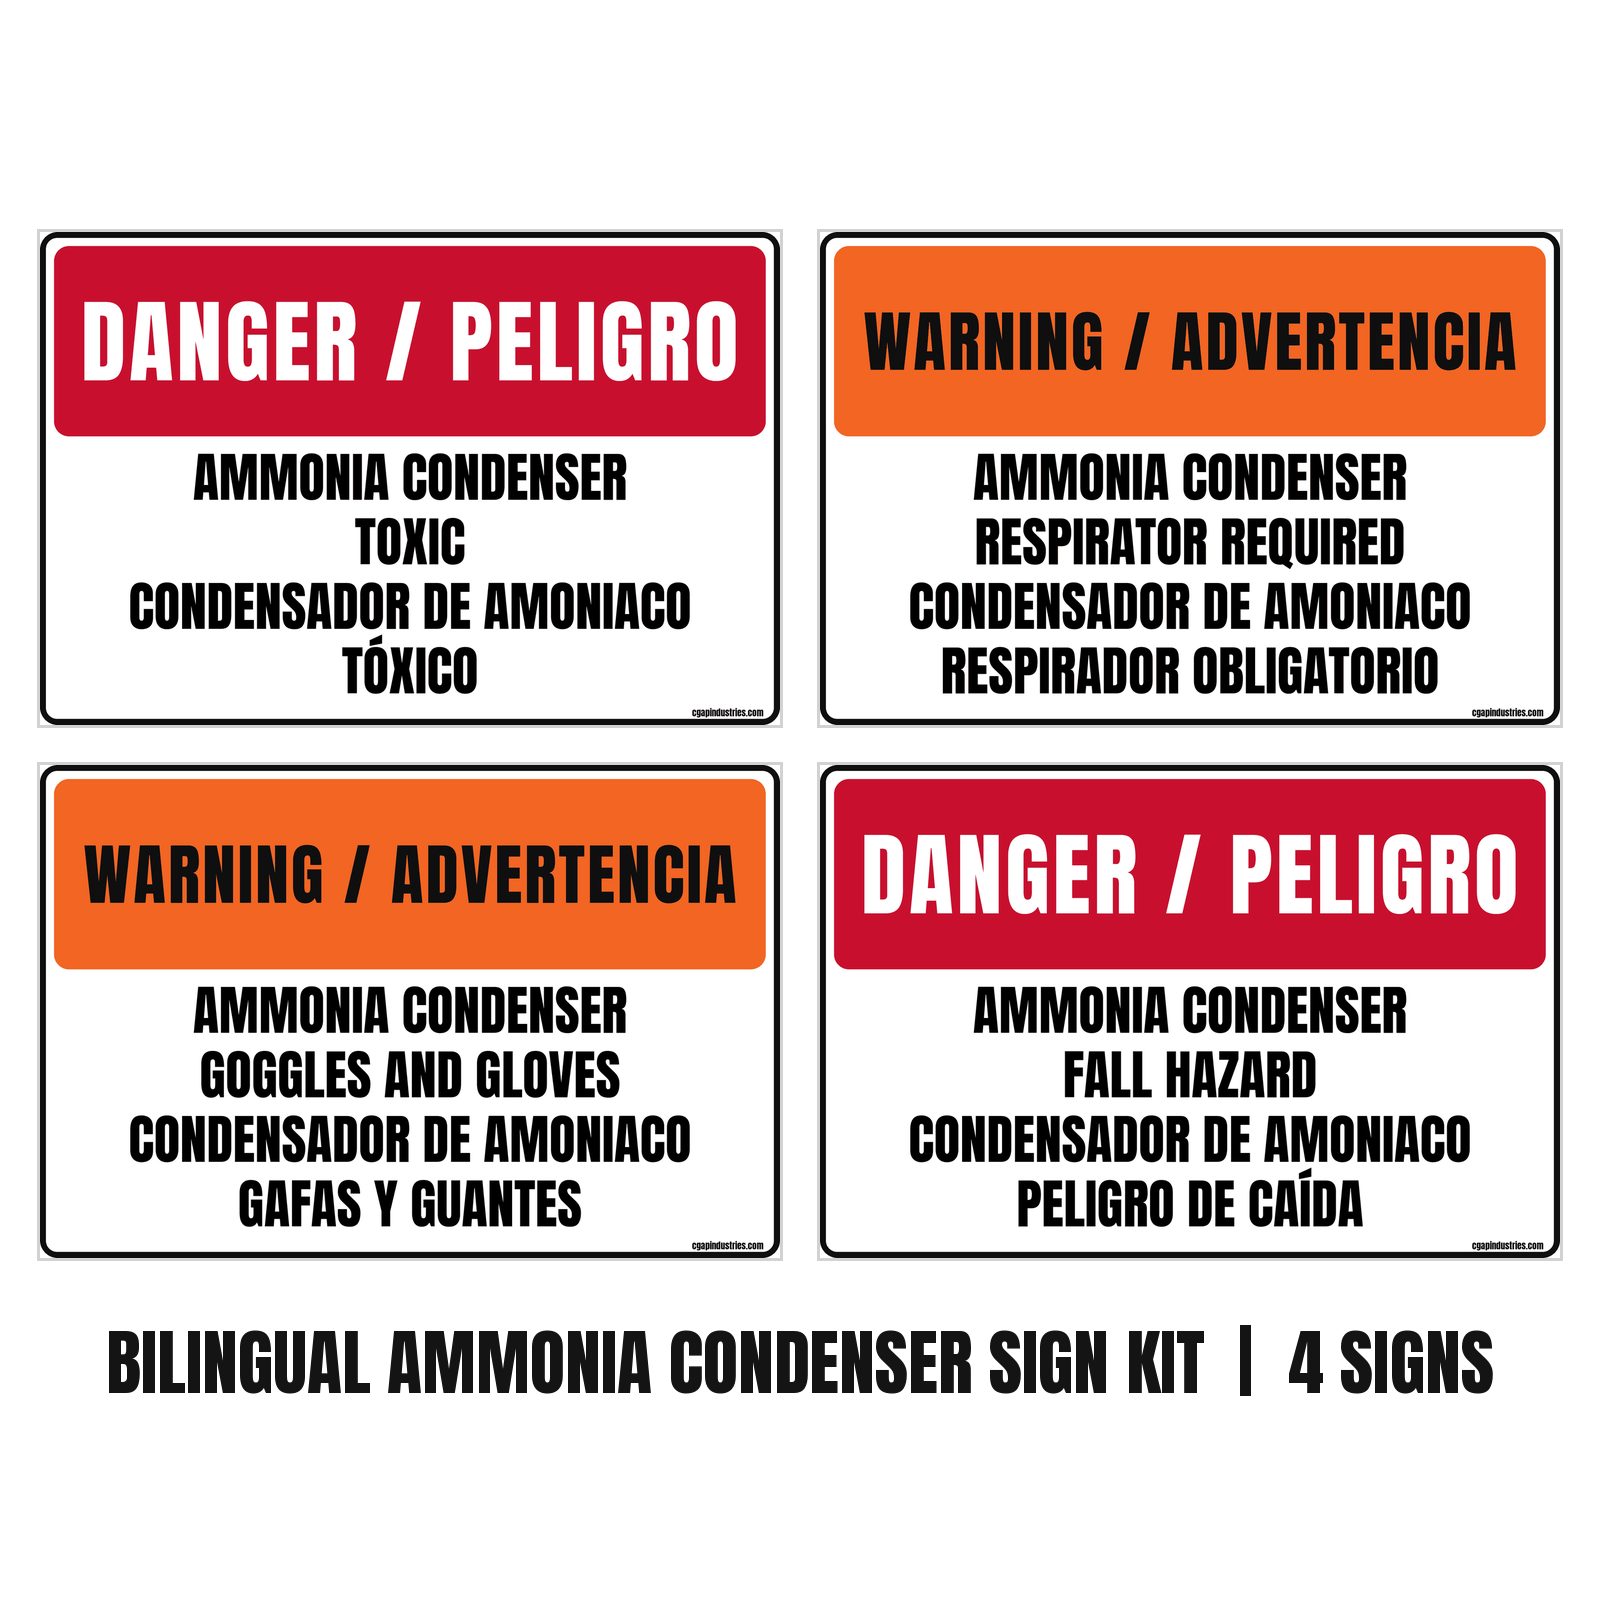 DANGER / PELIGRO
AMMONIA CONDENSER
TOXIC
CONDENSADOR DE AMONIACO
TÓXICO
cgapindustries.com
WARNING / ADVERTENCIA
AMMONIA CONDENSER
RESPIRATOR REQUIRED
CONDENSADOR DE AMONIACO
RESPIRADOR OBLIGATORIO
cgapindustries.com
WARNING / ADVERTENCIA
AMMONIA CONDENSER
GOGGLES AND GLOVES
CONDENSADOR DE AMONIACO
GAFAS Y GUANTES
cgapindustries.com
DANGER / PELIGRO
AMMONIA CONDENSER
FALL HAZARD
CONDENSADOR DE AMONIACO
PELIGRO DE CAÍDA
cgapindustries.com
BILINGUAL AMMONIA CONDENSER SIGN KIT | 4 SIGNS